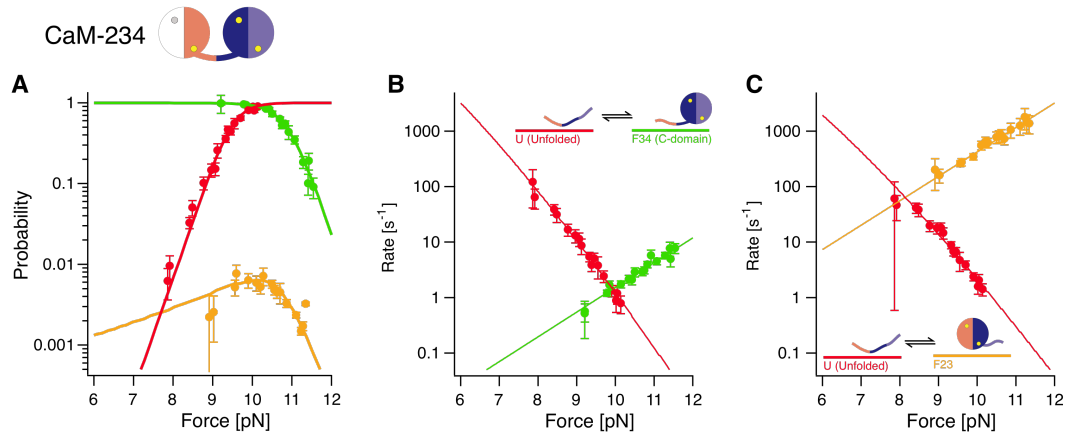 CaM-234
A
B
C
Probability
1
0.1
0.01
0.001
6 7 8 9 10 11 12
Force [pN]
Rate [s⁻¹]
1000
100
10
1
0.1
U (Unfolded)
F34 (C-domain)
6 7 8 9 10 11 12
Force [pN]
Rate [s⁻¹]
1000
100
10
1
0.1
U (Unfolded)
F23
6 7 8 9 10 11 12
Force [pN]